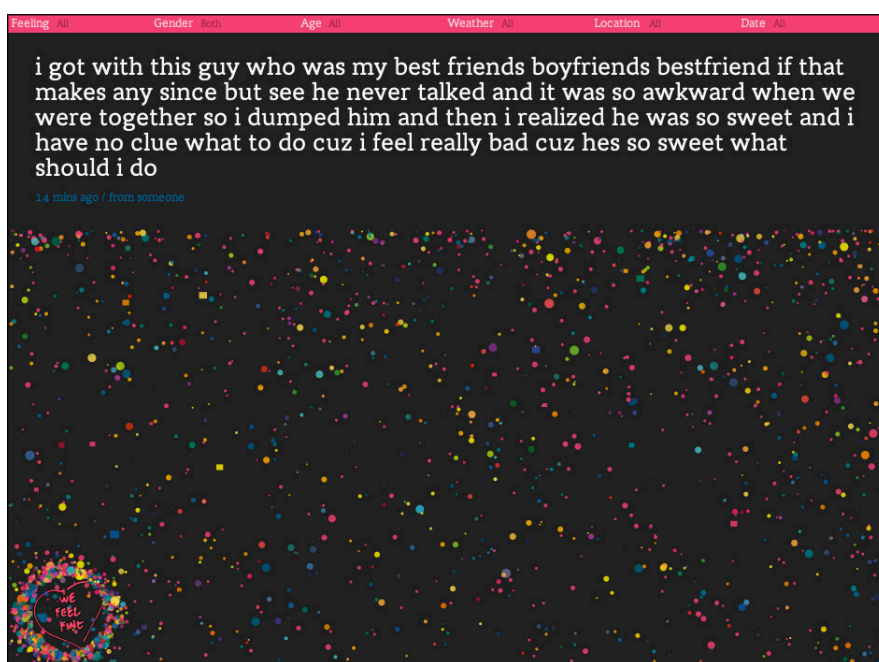 Feeling All Gender Both Age All Weather All Location All Date All
i got with this guy who was my best friends boyfriends bestfriend if that
makes any since but see he never talked and it was so awkward when we
were together so i dumped him and then i realized he was so sweet and i
have no clue what to do cuz i feel really bad cuz hes so sweet what
should i do
14 mins ago / from someone
WE
FEEL
FINE